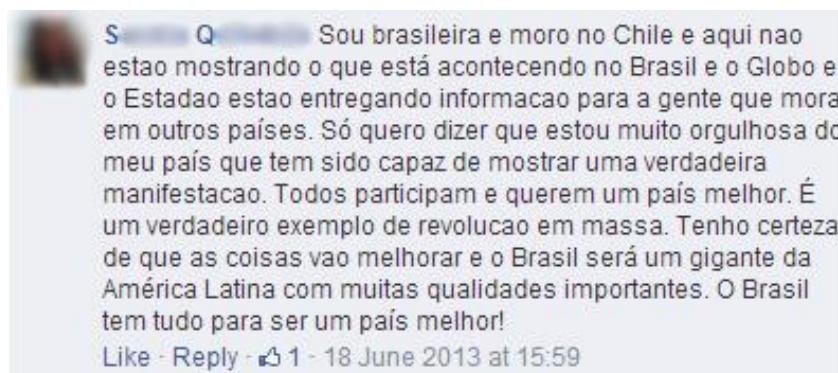 S Q Sou brasileira e moro no Chile e aqui nao
estao mostrando o que está acontecendo no Brasil e o Globo e
o Estadao estao entregando informacao para a gente que mora
em outros países. Só quero dizer que estou muito orgulhosa do
meu país que tem sido capaz de mostrar uma verdadeira
manifestacao. Todos participam e querem um país melhor. É
um verdadeiro exemplo de revolucao em massa. Tenho certeza
de que as coisas vao melhorar e o Brasil será um gigante da
América Latina com muitas qualidades importantes. O Brasil
tem tudo para ser um país melhor!
Like · Reply · 1 · 18 June 2013 at 15:59